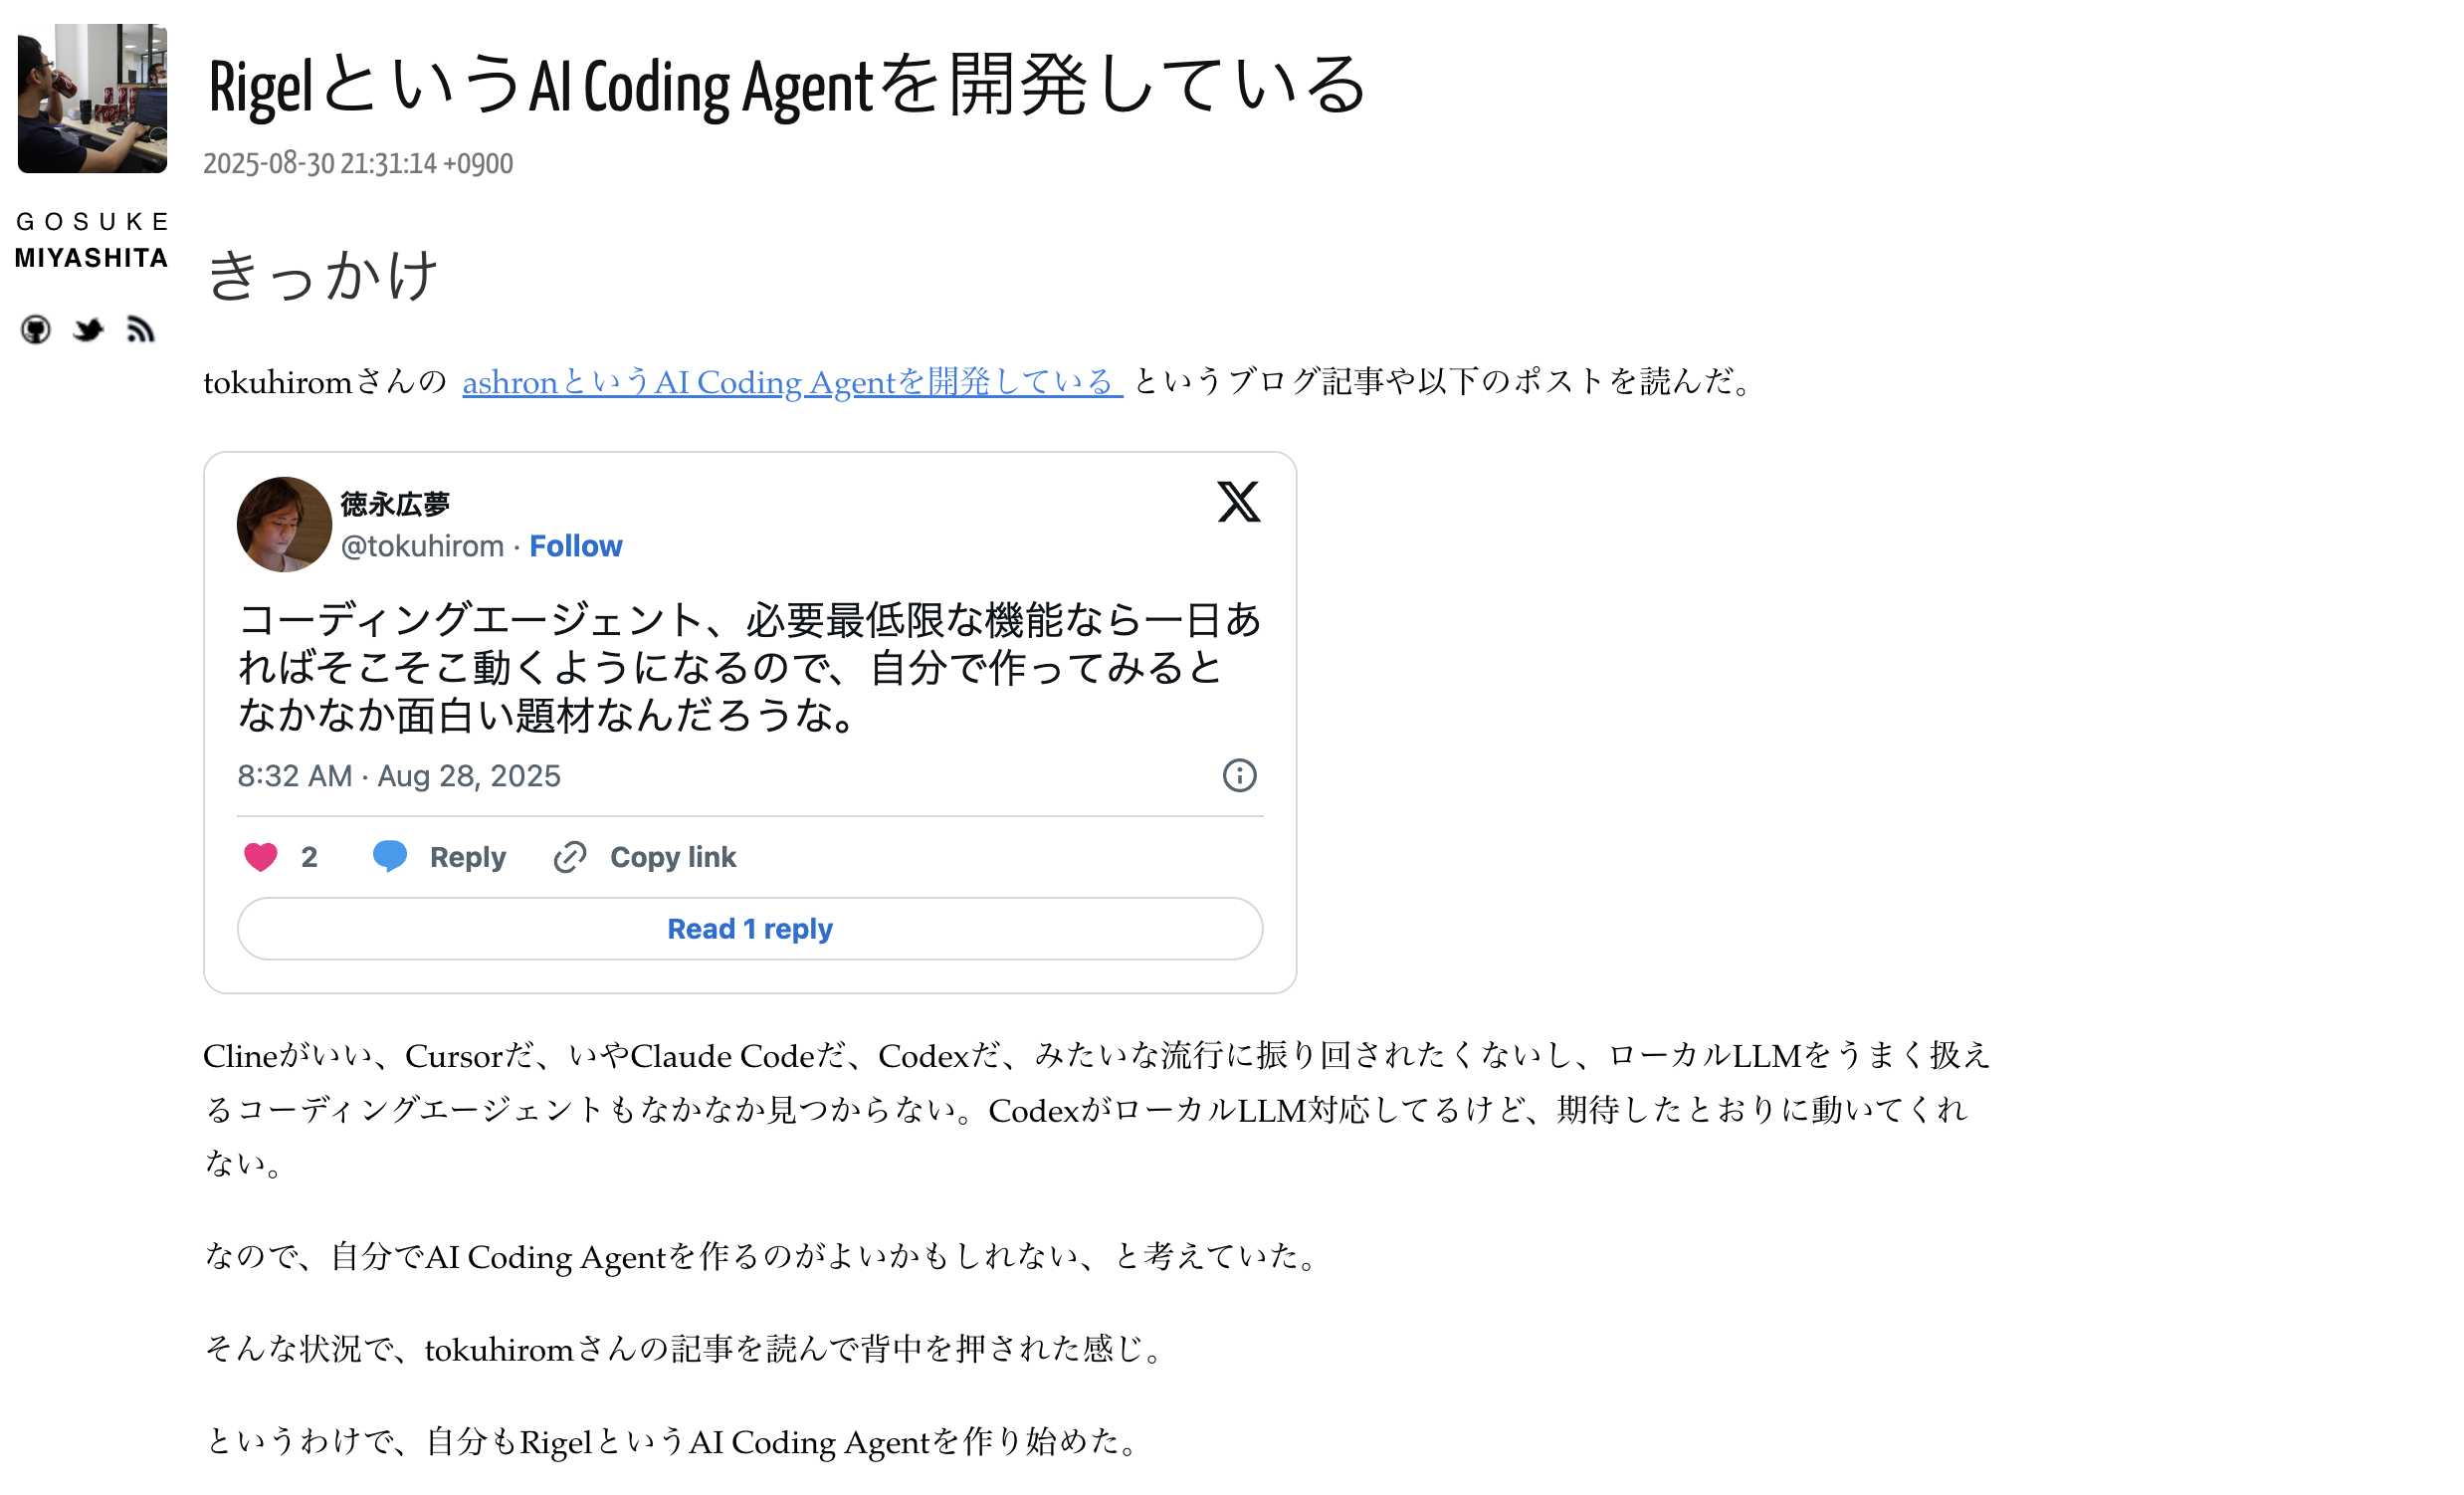 RigelというAI Coding Agentを開発している
2025-08-30 21:31:14 +0900
GOSUKE
MIYASHITA
きっかけ
tokuhiromさんの ashronというAI Coding Agentを開発している というブログ記事や以下のポストを読んだ。
徳永広夢
@tokuhirom · Follow
コーディングエージェント、必要最低限な機能なら一日あ
ればそこそこ動くようになるので、自分で作ってみると
なかなか面白い題材なんだろうな。
8:32 AM · Aug 28, 2025
2 Reply Copy link
Read 1 reply
Clineがいい、Cursorだ、いやClaude Codeだ、Codexだ、みたいな流行に振り回されたくないし、ローカルLLMをうまく扱え
るコーディングエージェントもなかなか見つからない。CodexがローカルLLM対応してるけど、期待したとおりに動いてくれ
ない。
なので、自分でAI Coding Agentを作るのがよいかもしれない、と考えていた。
そんな状況で、tokuhiromさんの記事を読んで背中を押された感じ。
というわけで、自分もRigelというAI Coding Agentを作り始めた。